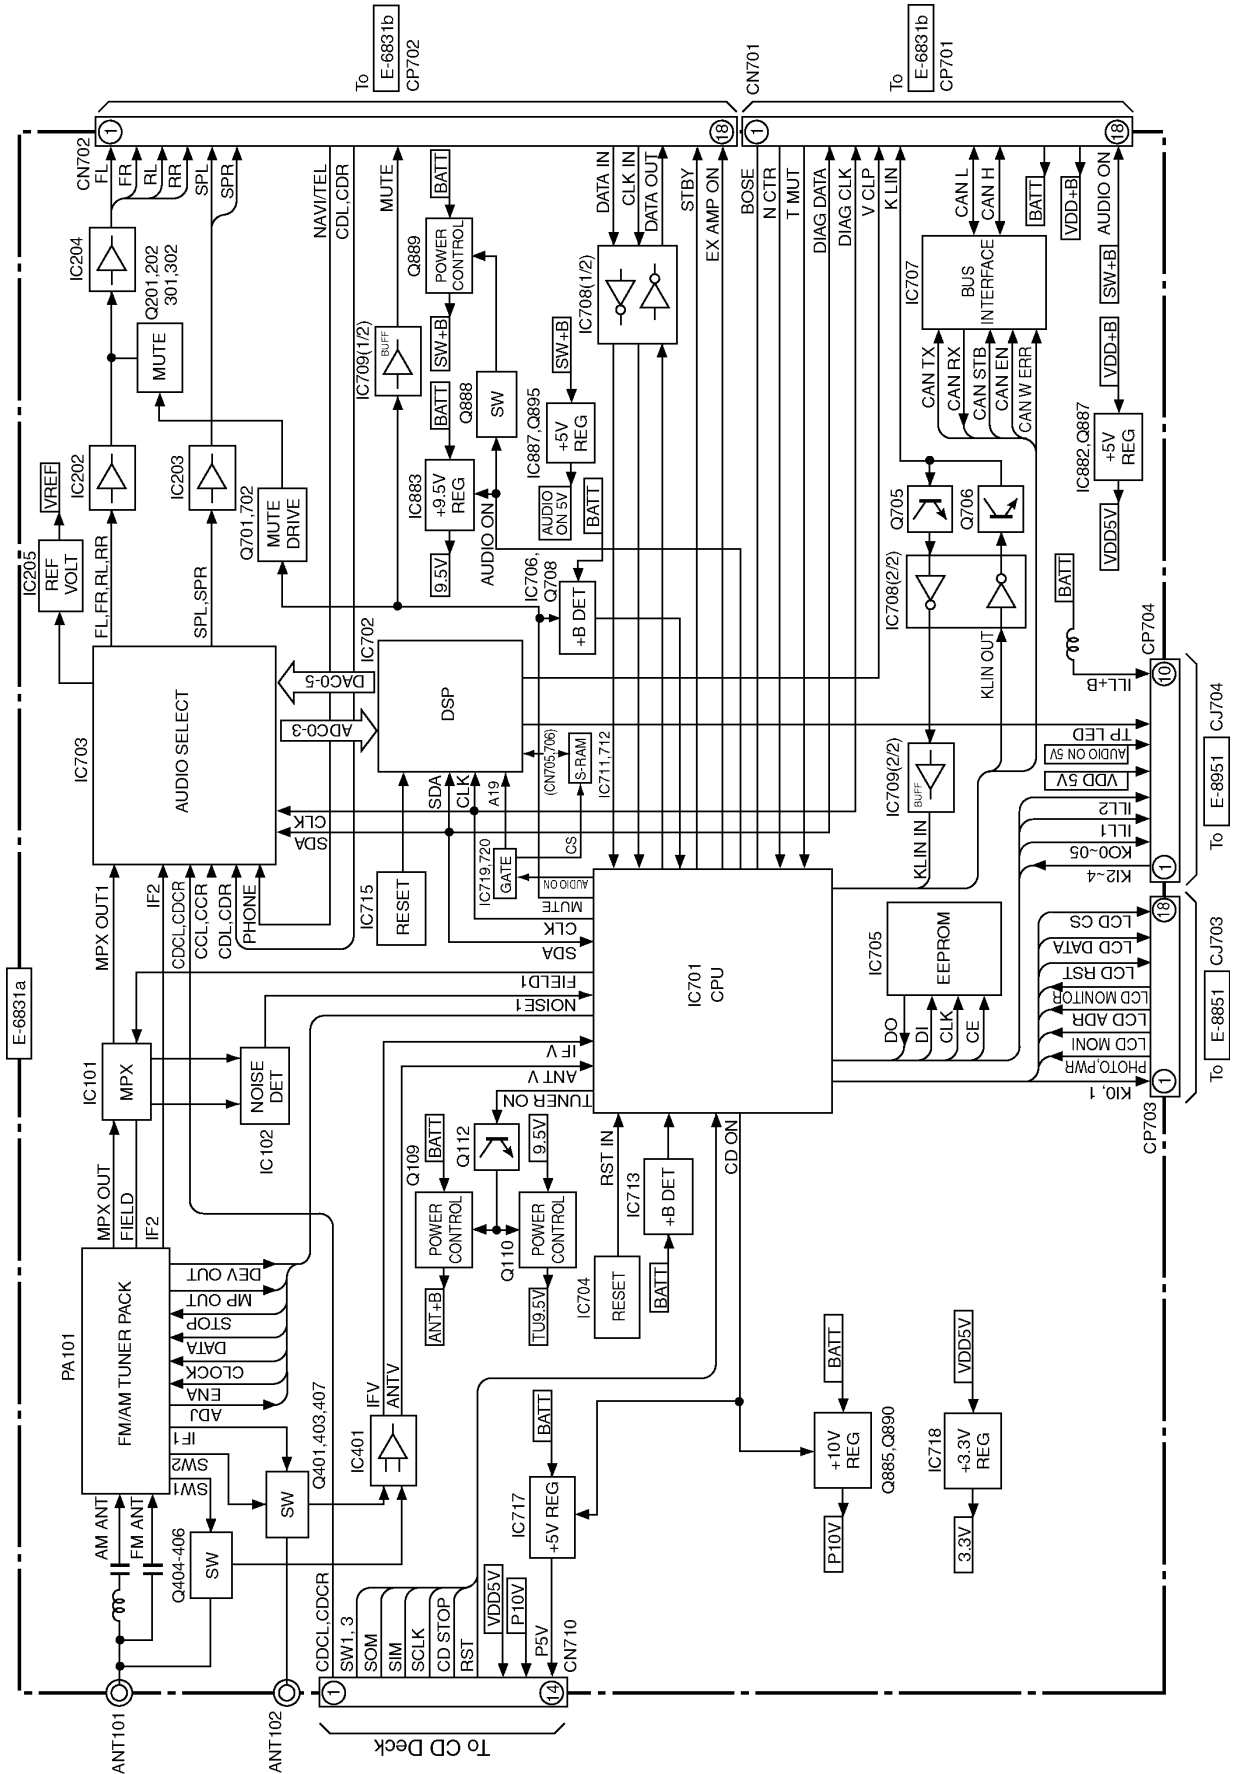 E-6831a
ANT101
ANT102
AM ANT
FM ANT
Q404-406
SW
SW
Q401,403,407
PA101
FM/AM TUNER PACK
MPX OUT
FIELD
IF2
DEV OUT
MP OUT
STOP
DATA
CLOCK
ENA
ADJ
IF1
SW2
SW1
IC401
IFV
ANTV
IC101
MPX
IC102
NOISE DET
MPX OUT1
IF2
CDCL,CDCR
CCL,CCR
CDL,CDR
PHONE
IC703
AUDIO SELECT
SDA
CLK
IC205
REF VOLT
VREF
FL,FR,RL,RR
SPL,SPR
IC202
IC203
IC204
Q201,202
301,302
MUTE
Q701,702
MUTE DRIVE
CN702
1
FL
FR
RL
RR
SPL
SPR
NAVI/TEL
CDL,CDR
MUTE
DATA IN
CLK IN
DATA OUT
STBY
EX AMP ON
18
To
E-6831b
CP702
CN701
1
BOSE
N CTR
T MUT
DIAG DATA
DIAG CLK
V CLP
K LIN
CAN L
CAN H
BATT
VDD+B
AUDIO ON
18
To
E-6831b
CP701
ADC0-3
DAC0-5
IC702
DSP
SDA
CLK
A19
IC715
RESET
IC719,720
GATE
CS
(CN705,706)
S-RAM
IC711,712
IC709(1/2)
BUFF
Q889
POWER CONTROL
BATT
SW+B
IC883
+9.5V REG
BATT
9.5V
AUDIO ON
Q888
SW
IC887,Q895
+5V REG
SW+B
AUDIO ON 5V
IC706,
Q708
+B DET
BATT
IC708(1/2)
IC707
BUS INTERFACE
CAN TX
CAN RX
CAN STB
CAN EN
CAN W ERR
SW+B
IC882,Q887
+5V REG
VDD+B
VDD5V
Q705
Q706
IC708(2/2)
KLIN OUT
IC709(2/2)
BUFF
KLIN IN
IC701
CPU
AUDIO ON
MUTE
CLK
SDA
FIELD1
NOISE1
IF V
ANT V
TUNER ON
Q112
Q109
POWER CONTROL
BATT
ANT+B
Q110
POWER CONTROL
9.5V
TU9.5V
RST IN
IC704
RESET
IC713
+B DET
BATT
CD ON
IC705
EEPROM
DO
DI
CLK
CE
BATT
CP704
10
ILL+B
TP LED
AUDIO ON 5V
VDD 5V
ILL2
ILL1
KO0~05
KI2~4
1
To
E-8951
CJ704
CP703
18
LCD CS
LCD DATA
LCD RST
LCD MONITOR
LCD ADR
LCD MONI
PHOTO,PWR
KI0, 1
1
To
E-8851
CJ703
To CD Deck
1
CDCL,CDCR
SW1, 3
SOM
SIM
SCLK
CD STOP
RST
VDD5V
P10V
P5V
14
CN710
IC717
+5V REG
BATT
BATT
+10V REG
Q885,Q890
P10V
VDD5V
IC718
+3.3V REG
3.3V